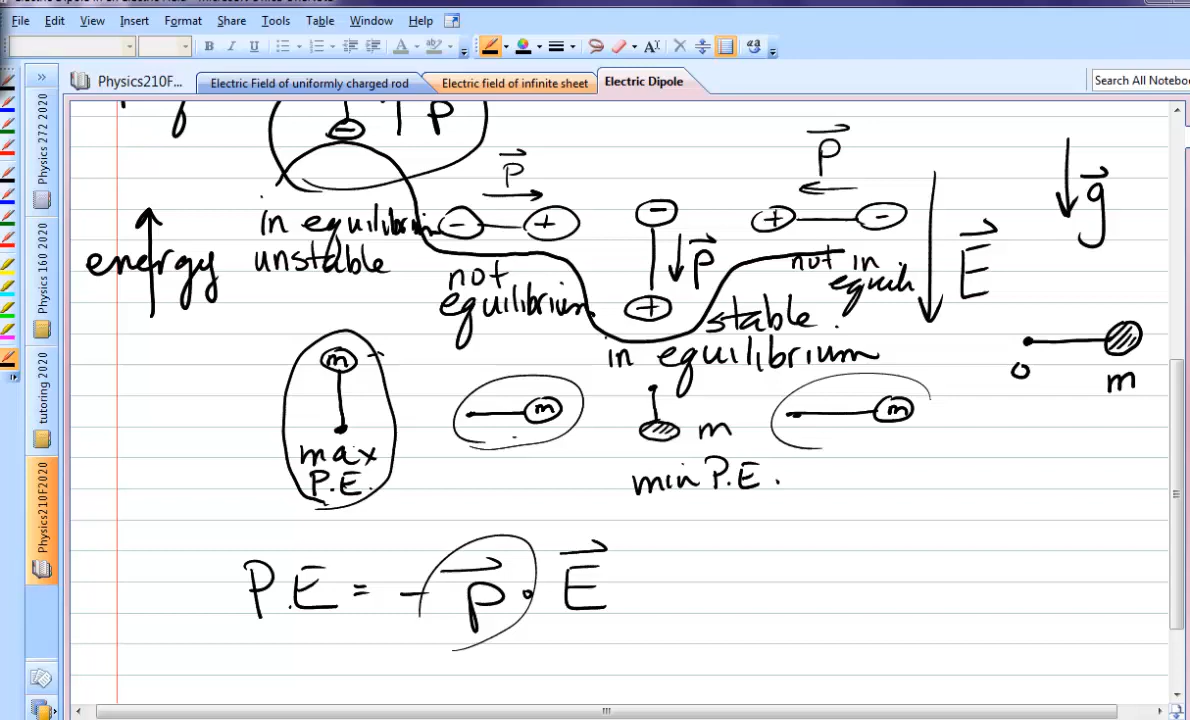 File Edit View Insert Format Share Tools Table Window Help
B I U
Physics210F... Electric Field of uniformly charged rod Electric field of infinite sheet Electric Dipole Search All Notebo
Physics 272 2020
Physics 160 2020
tutoring 2020
Physics210F2020
− p
p
p
g
energy
in equilibrium
unstable
− +
not
equilibrium
−
+
p
+ −
not in
equili
E
stable.
in equilibrium
o m
m
max
P.E.
m
m
min P.E.
m
P.E = - p · E